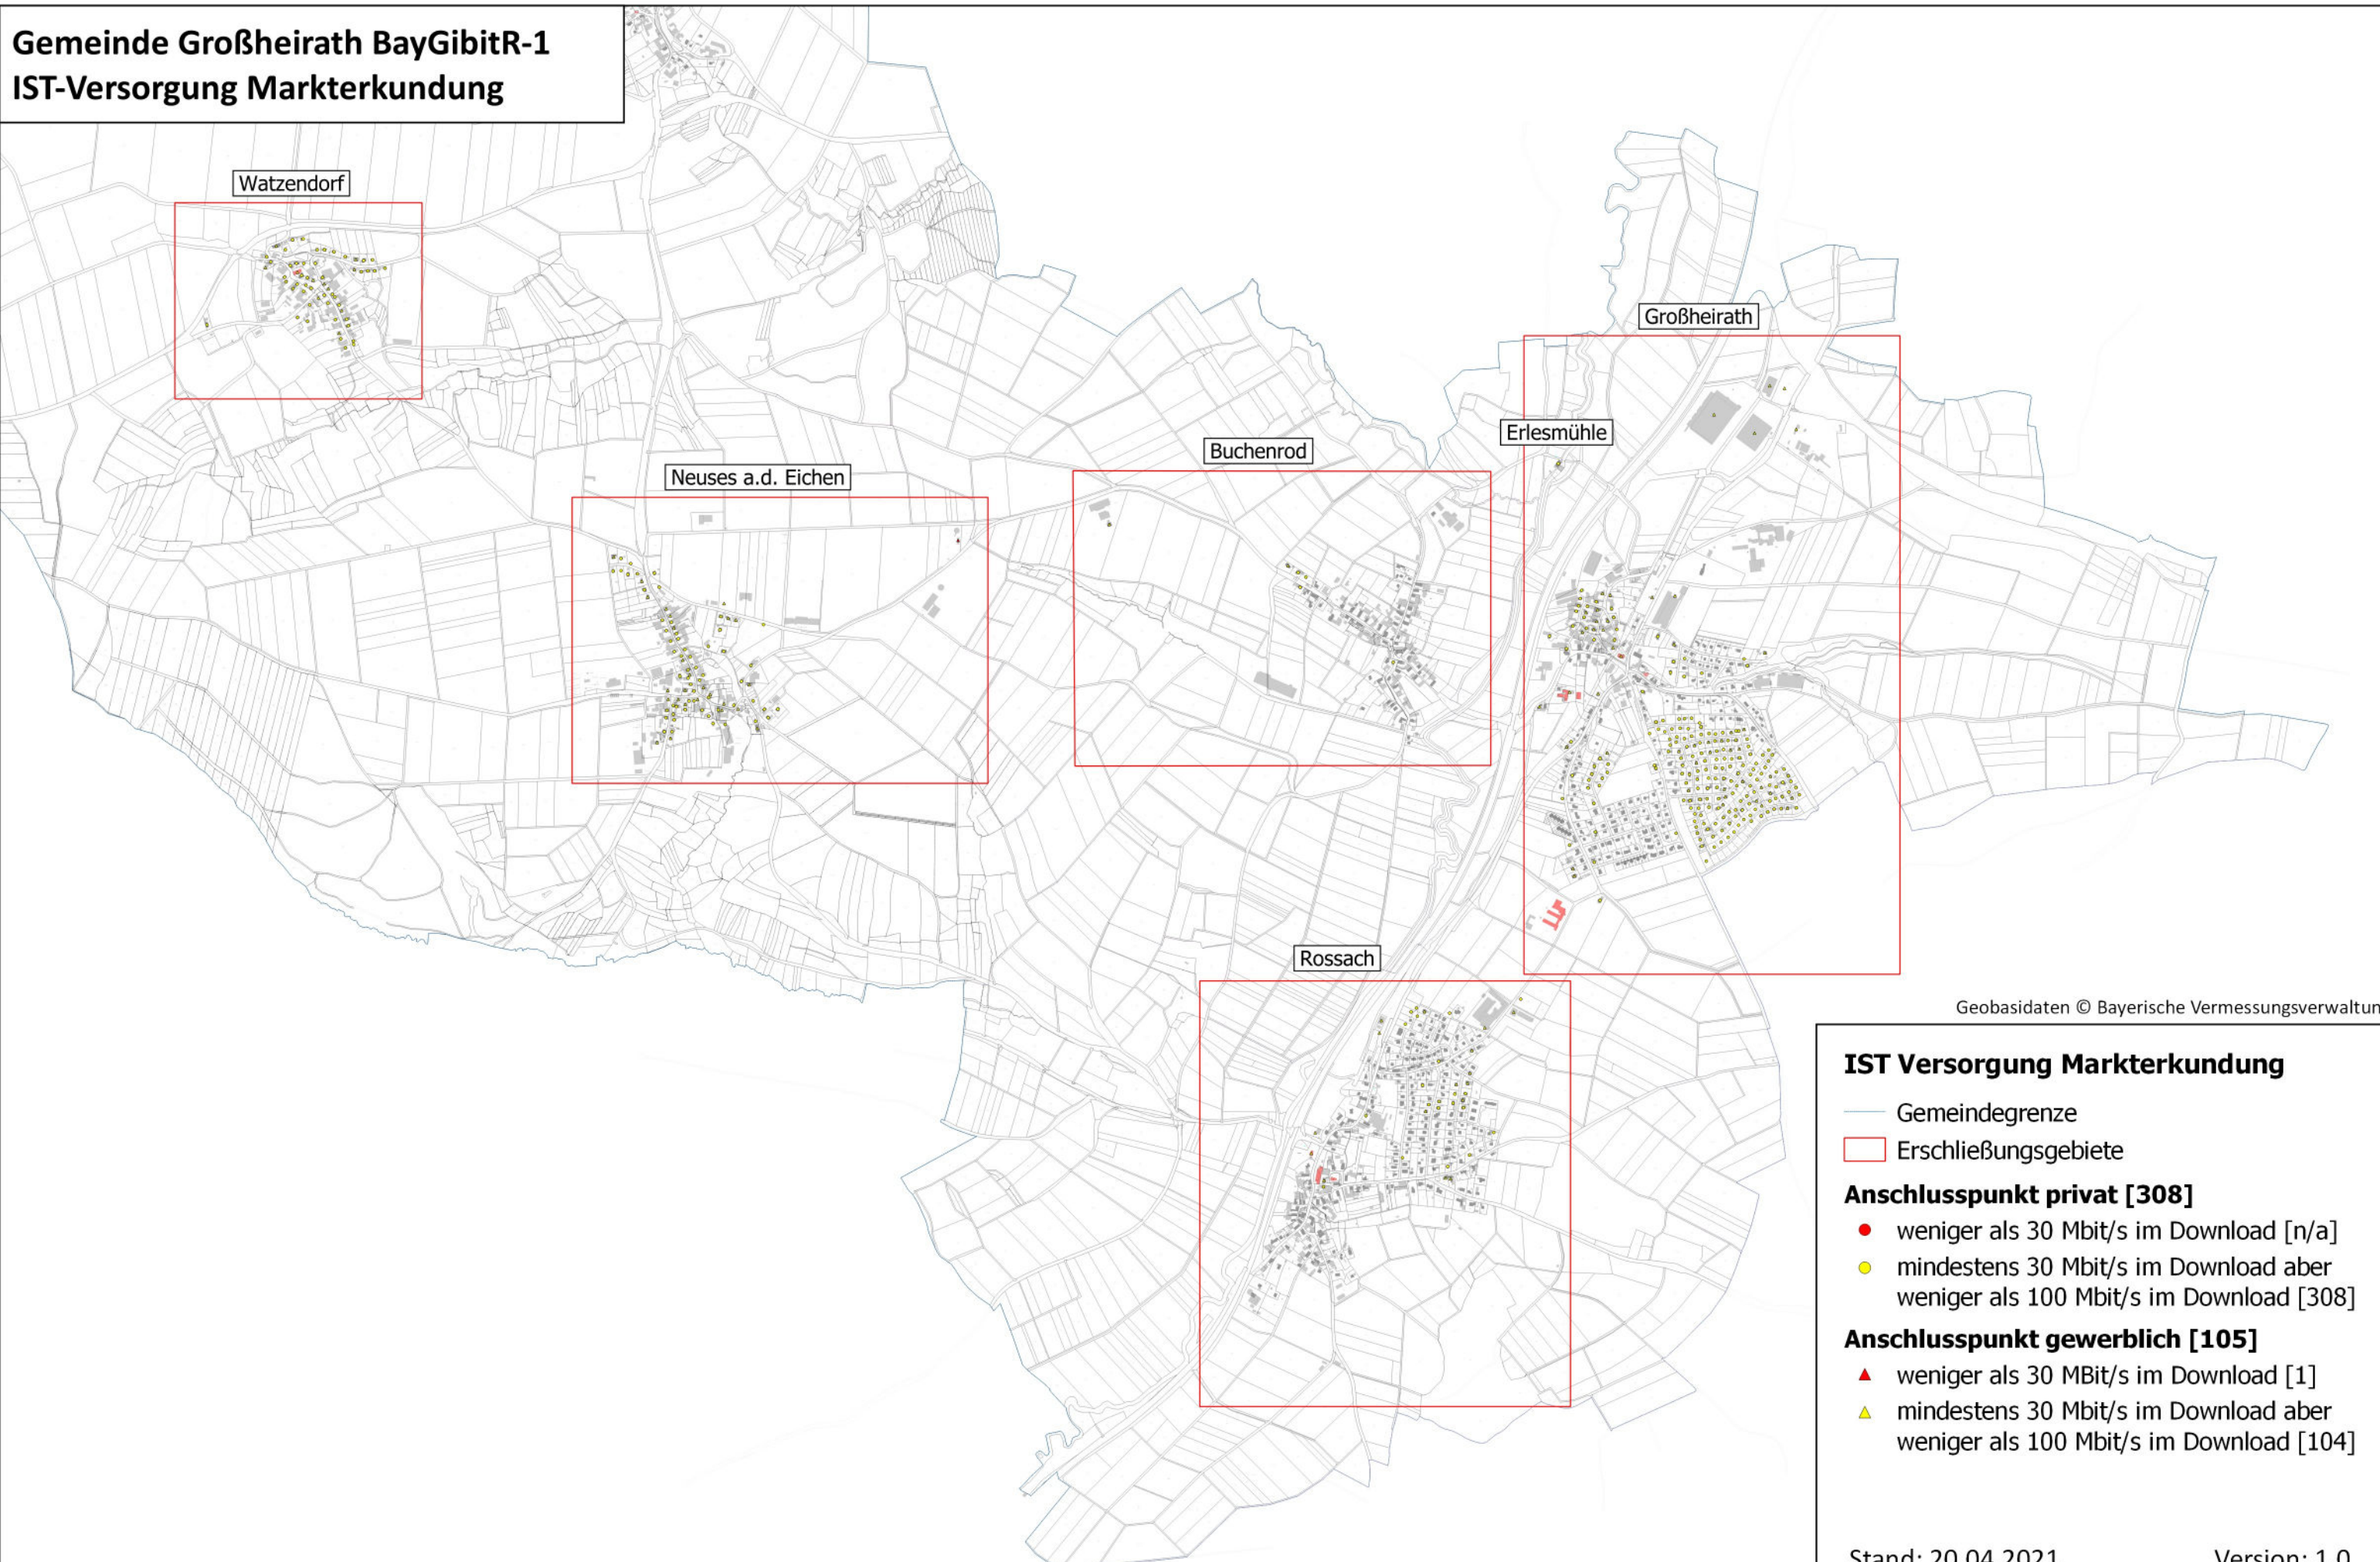 Gemeinde Großheirath BayGibitR-1
IST-Versorgung Markterkundung
Watzendorf
Großheirath
Erlesmühle
Buchenrod
Neuses a.d. Eichen
Rossach
Geobasidaten © Bayerische Vermessungsverwaltun
IST Versorgung Markterkundung
Gemeindegrenze
Erschließungsgebiete
Anschlusspunkt privat [308]
weniger als 30 Mbit/s im Download [n/a]
mindestens 30 Mbit/s im Download aber
weniger als 100 Mbit/s im Download [308]
Anschlusspunkt gewerblich [105]
weniger als 30 MBit/s im Download [1]
mindestens 30 Mbit/s im Download aber
weniger als 100 Mbit/s im Download [104]
Stand: 20.04.2021 Version: 1.0